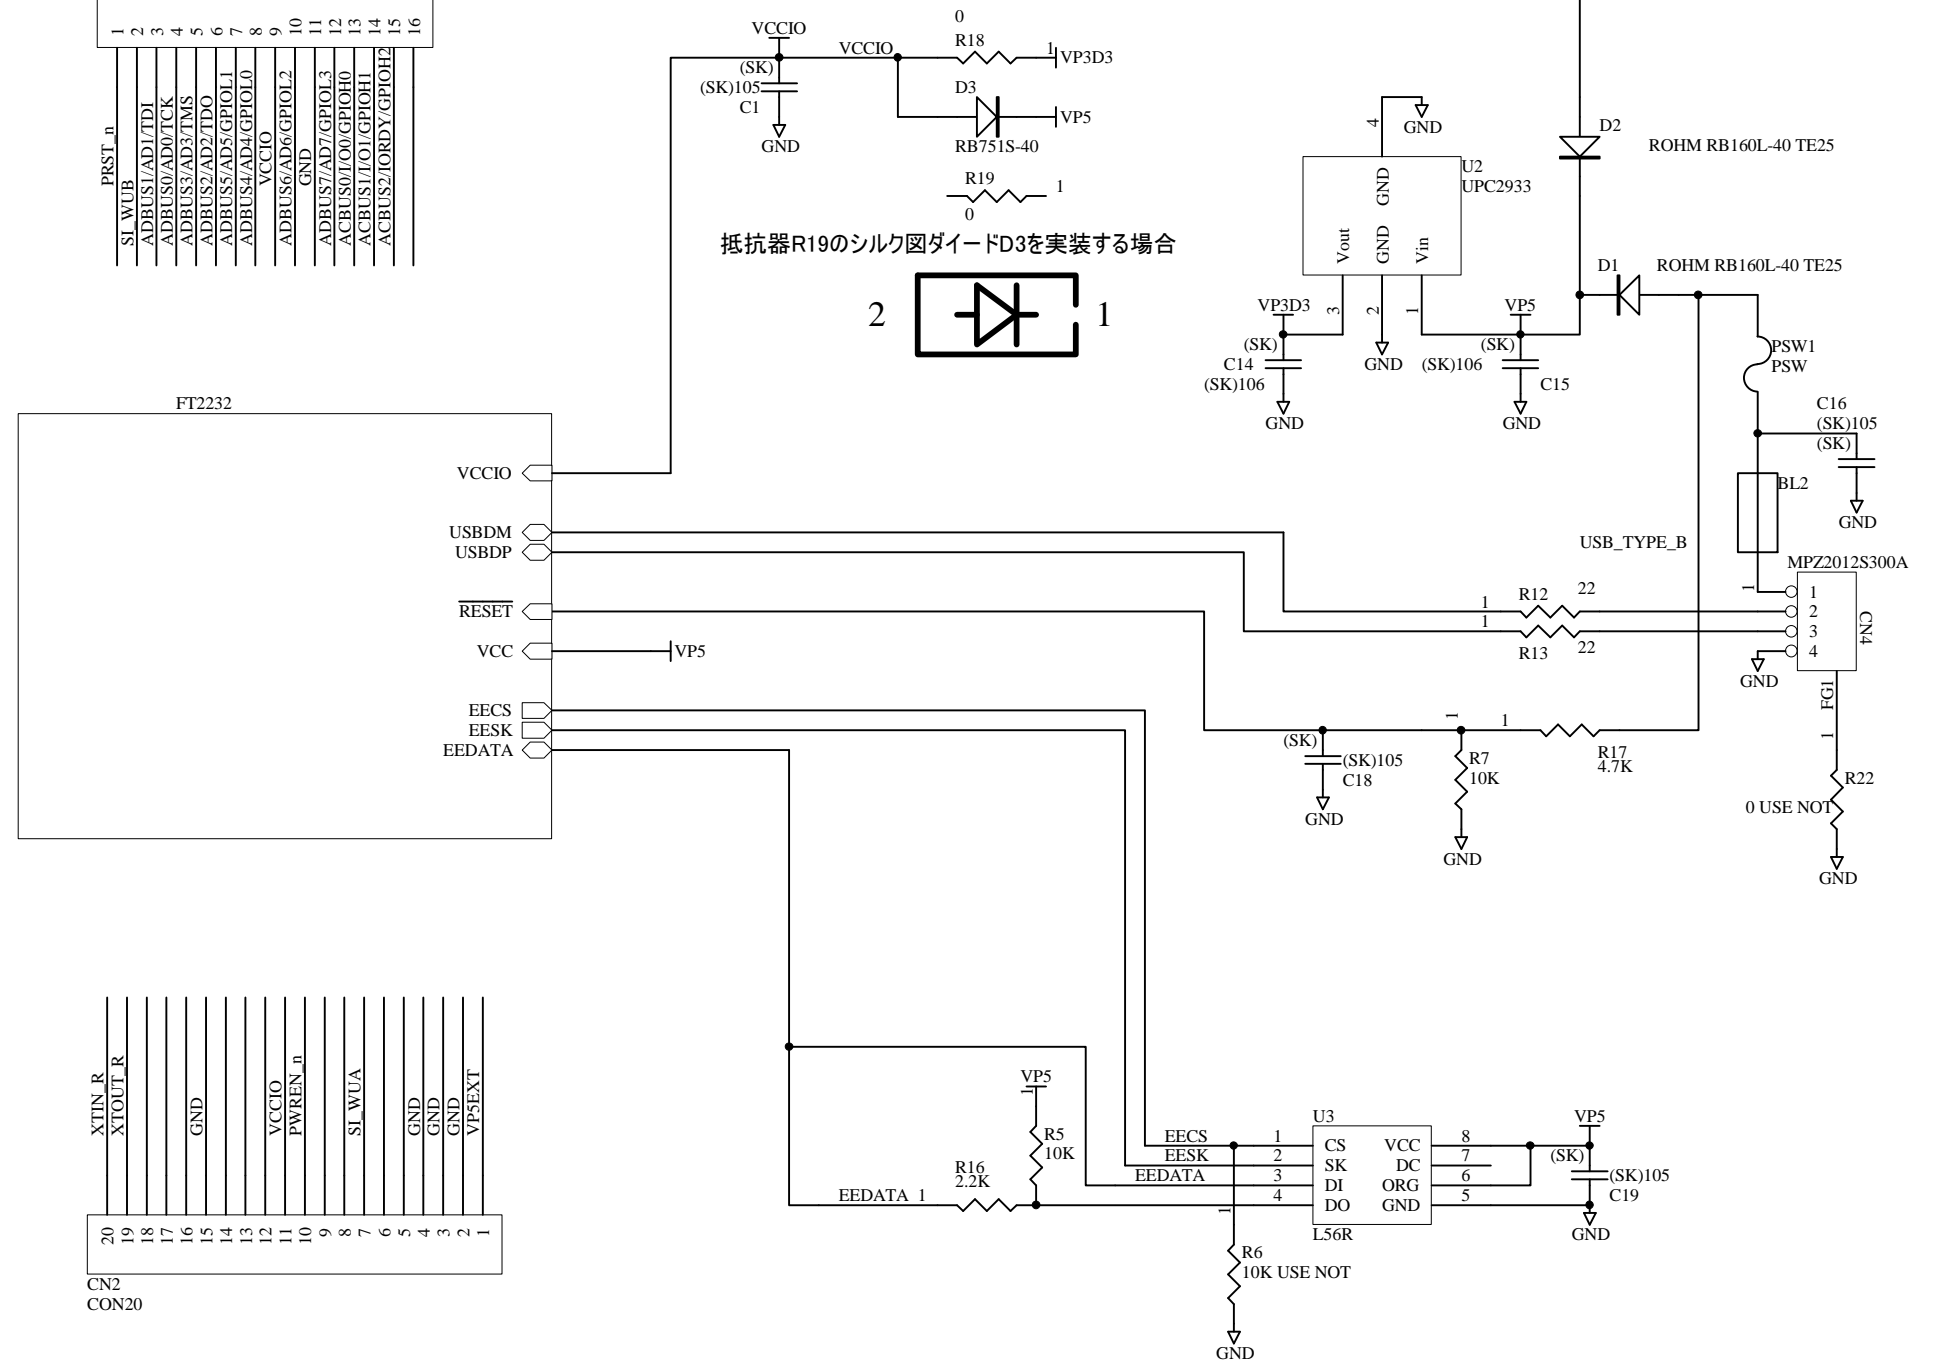 1
2
3
4
5
6
7
8
9
10
11
12
13
14
15
16
PRST_n
SI_WUB
ADBUS1/AD1/TDI
ADBUS0/AD0/TCK
ADBUS3/AD3/TMS
ADBUS2/AD2/TDO
ADBUS5/AD5/GPIOL1
ADBUS4/AD4/GPIOL0
VCCIO
ADBUS6/AD6/GPIOL2
GND
ADBUS7/AD7/GPIOL3
ACBUS0/I/O0/GPIOH0
ACBUS1/I/O1/GPIOH1
ACBUS2/IORDY/GPIOH2
VCCIO
(SK)
(SK)105
C1
GND
VCCIO
0
R18
1
VP3D3
D3
VP5
RB751S-40
R19
1
0
抵抗器R19のシルク図ダイードD3を実装する場合
2
1
4
GND
U2
UPC2933
GND
Vout
GND
Vin
3
2
1
GND
D2
ROHM RB160L-40 TE25
D1
ROHM RB160L-40 TE25
VP3D3
(SK)
C14
(SK)106
GND
VP5
(SK)
(SK)106
C15
GND
PSW1
PSW
C16
(SK)105
(SK)
GND
BL2
USB_TYPE_B
MPZ2012S300A
1
1
2
3
4
CN4
GND
FG1
1
R22
0 USE NOT
GND
FT2232
VCCIO
USBDM
USBDP
RESET
VCC
VP5
EECS
EESK
EEDATA
1
R12
22
1
R13
22
(SK)
(SK)105
C18
GND
1
R7
10K
GND
1
R17
4.7K
XTIN_R
XTOUT_R
GND
VCCIO
PWREN_n
SI_WUA
GND
GND
GND
VP5EXT
20
19
18
17
16
15
14
13
12
11
10
9
8
7
6
5
4
3
2
1
CN2
CON20
VP5
1
R5
10K
R16
2.2K
EEDATA 1
EECS
EESK
EEDATA
1
2
3
4
U3
CS
SK
DI
DO
VCC
DC
ORG
GND
8
7
6
5
L56R
VP5
(SK)
(SK)105
C19
GND
1
R6
10K USE NOT
GND